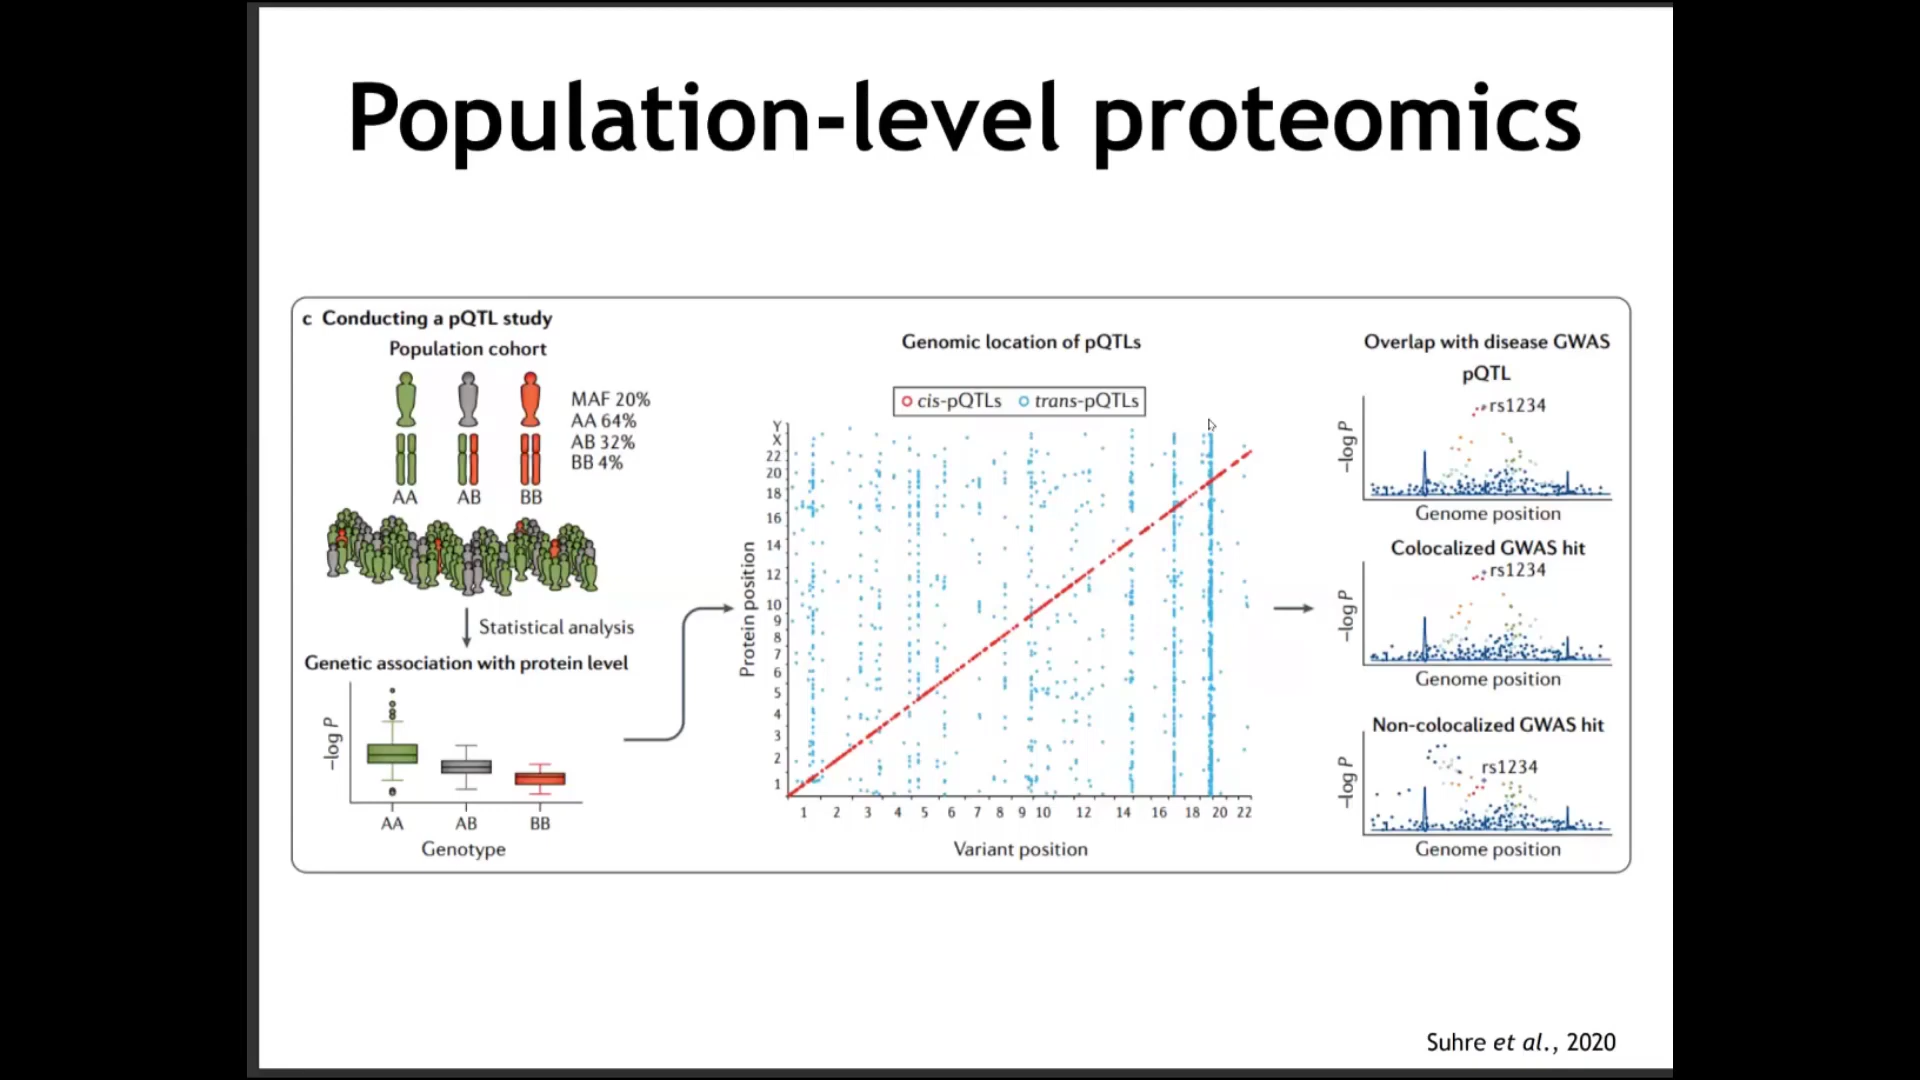 Population-level proteomics
c Conducting a pQTL study
Population cohort
MAF 20%
AA 64%
AB 32%
BB 4%
AA AB BB
Statistical analysis
Genetic association with protein level
–log P
AA AB BB
Genotype
Genomic location of pQTLs
cis-pQTLs trans-pQTLs
Protein position
Y
X
22
20
18
16
14
12
10
9
8
7
6
5
4
3
2
1
1 2 3 4 5 6 7 8 9 10 12 14 16 18 20 22
Variant position
Overlap with disease GWAS
pQTL
rs1234
–log P
Genome position
Colocalized GWAS hit
rs1234
–log P
Genome position
Non-colocalized GWAS hit
rs1234
–log P
Genome position
Suhre et al., 2020